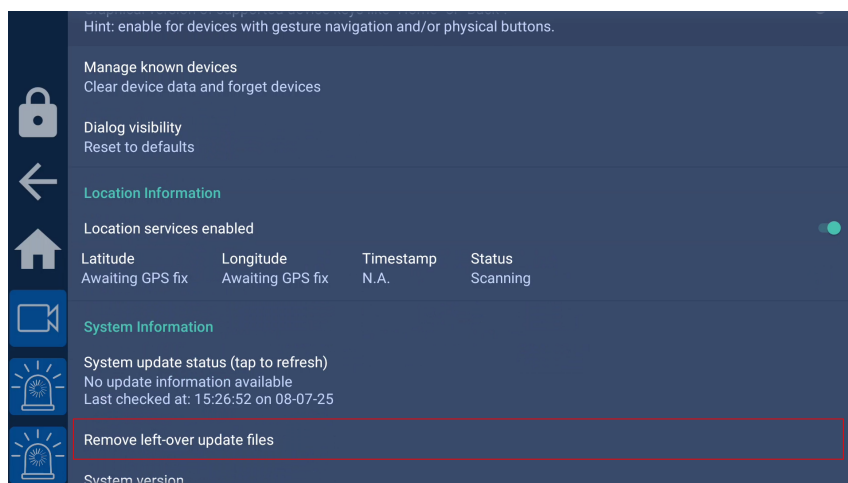 Hint: enable for devices with gesture navigation and/or physical buttons.
Manage known devices
Clear device data and forget devices
Dialog visibility
Reset to defaults
Location Information
Location services enabled
Latitude Longitude Timestamp Status
Awaiting GPS fix Awaiting GPS fix N.A. Scanning
System Information
System update status (tap to refresh)
No update information available
Last checked at: 15:26:52 on 08-07-25
Remove left-over update files
System version